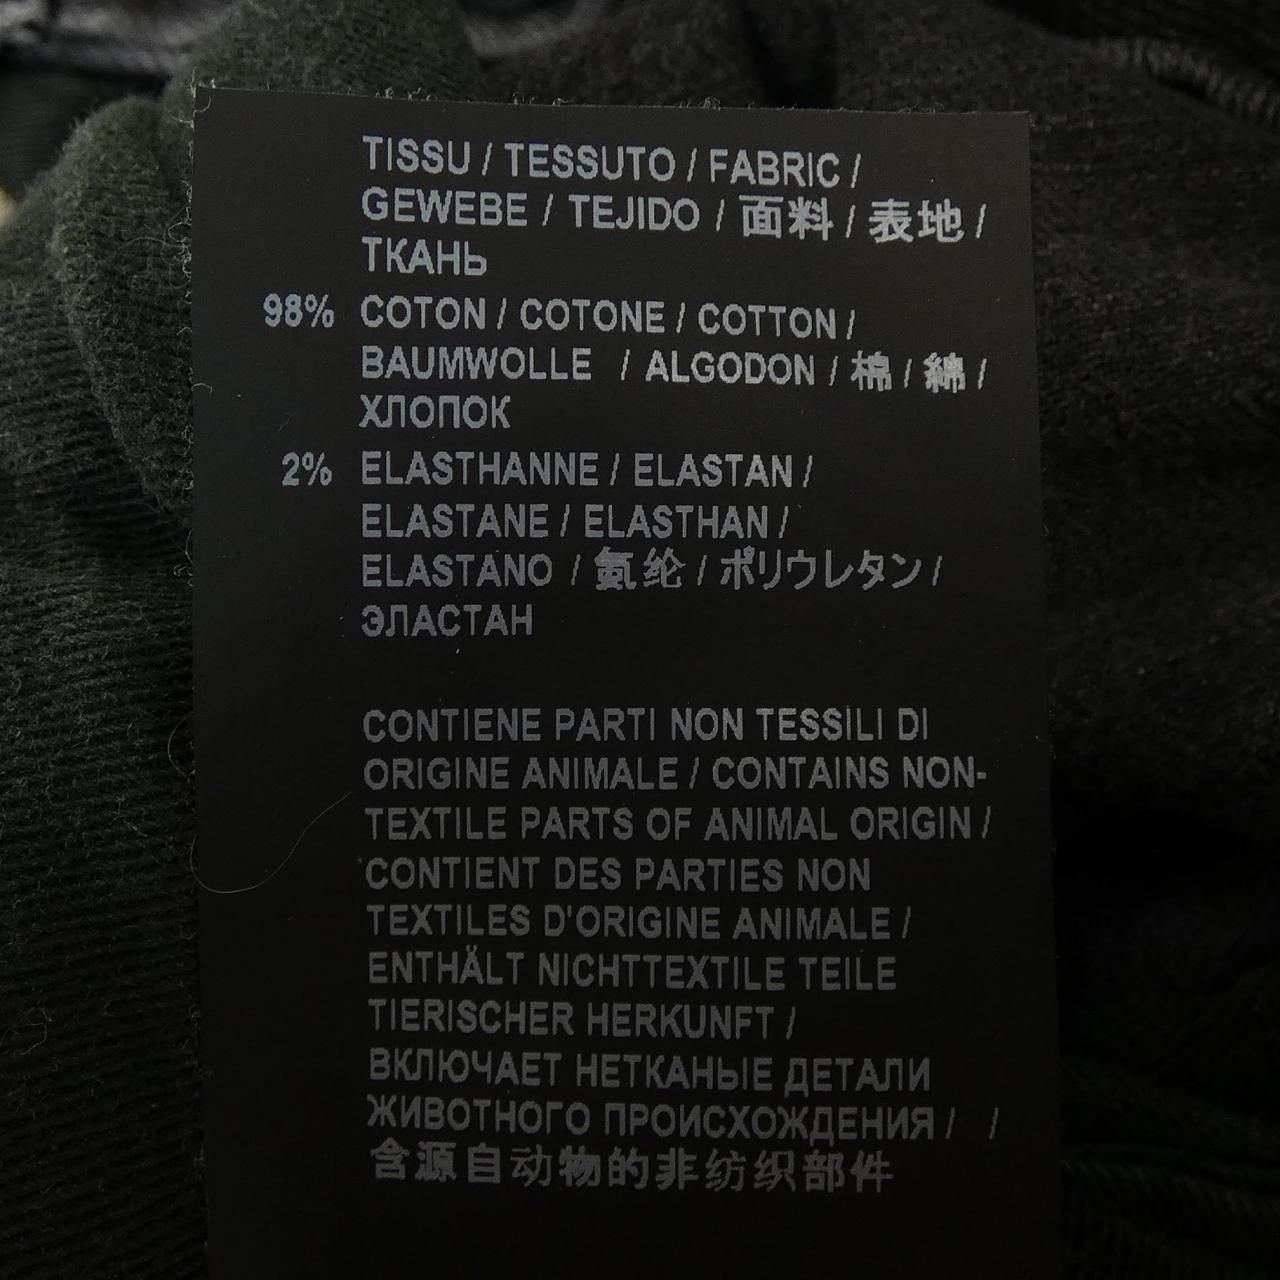 TISSU / TESSUTO / FABRIC /
GEWEBE / TEJIDO / 面料 / 表地 /
ТКАНЬ
98% COTON / COTONE / COTTON /
BAUMWOLLE / ALGODON / 棉 / 綿 /
ХЛОПОК
2% ELASTHANNE / ELASTAN /
ELASTANE / ELASTHAN /
ELASTANO / 氨纶 / ポリウレタン /
ЭЛАСТАН
CONTIENE PARTI NON TESSILI DI
ORIGINE ANIMALE / CONTAINS NON-
TEXTILE PARTS OF ANIMAL ORIGIN /
CONTIENT DES PARTIES NON
TEXTILES D'ORIGINE ANIMALE /
ENTHÄLT NICHTTEXTILE TEILE
TIERISCHER HERKUNFT /
ВКЛЮЧАЕТ НЕТКАНЫЕ ДЕТАЛИ
ЖИВОТНОГО ПРОИСХОЖДЕНИЯ / /
含源自动物的非纺织部件